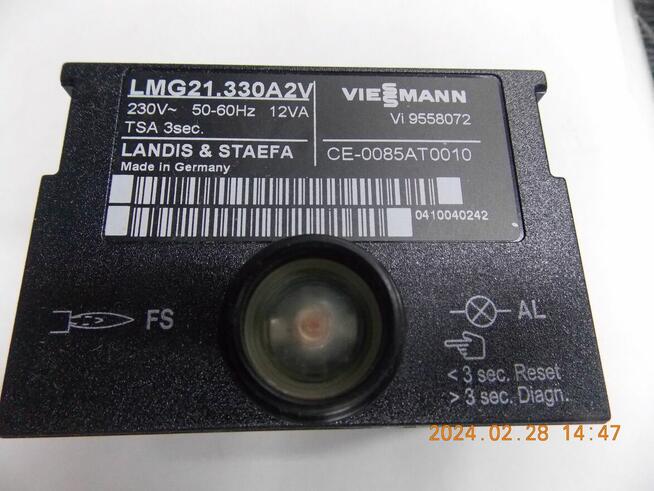 LMG21.330A2V
230V~ 50-60Hz 12VA
TSA 3sec.
LANDIS & STAEFA
Made in Germany
VIESSMANN
Vi 9558072
CE-0085AT0010
0410040242
FS
AL
< 3 sec. Reset
> 3 sec. Diagn.
2024.02.28 14:47